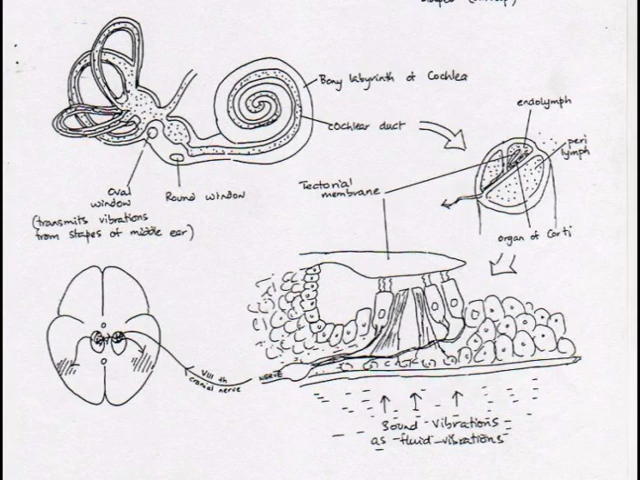 Bony labyrinth of Cochlea
endolymph
cochlear duct
peri
lymph
Tectorial
membrane
Oval
window
(transmits vibrations
from stapes of middle ear)
Round window
organ of Corti
VIII th
cranial nerve
NERVE
Sound vibrations
as fluid vibrations